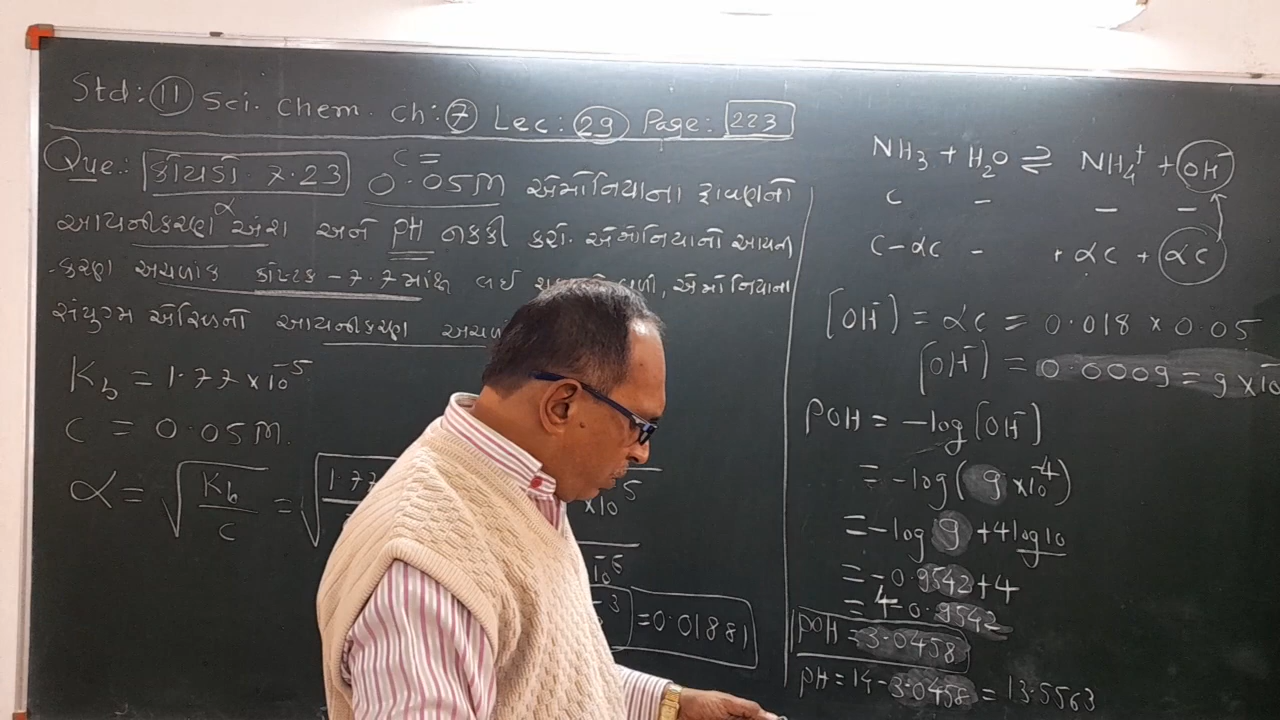 Std: 11 Sci. Chem. Ch: 7 Lec: 29 Page: 223
Que.: કોયડો 7.23 C = 0.05M એમોનિયાના દ્રાવણનો
આયનીકરણ α અંશ અને PH નક્કી કરો. એમોનિયાનો આયની
-કરણ અચળાંક કોષ્ટક - 7.7માંથી લઈ
, એમોનિયાના
સંયુગ્મ એસિડનો આયનીકરણ
Kb = 1.77 × 10⁻⁵
C = 0.05M.
α = √(Kb/C) = √(1.77
×10⁻⁵
10⁻⁶
⁻³ = 0.01881
NH₃ + H₂O ⇌ NH₄⁺ + OH⁻
C – – –
C-αC – +αC +αC
[OH⁻] = αC = 0.018 × 0.05
[OH⁻] = 0.0009 = 9 × 10
POH = -log[OH⁻]
= -log(9×10⁻⁴)
= -log 9 + 4log10
= -0.9542 + 4
= 4-0.9542
POH = 3.0458
PH = 14-3.0458 = 13.5563